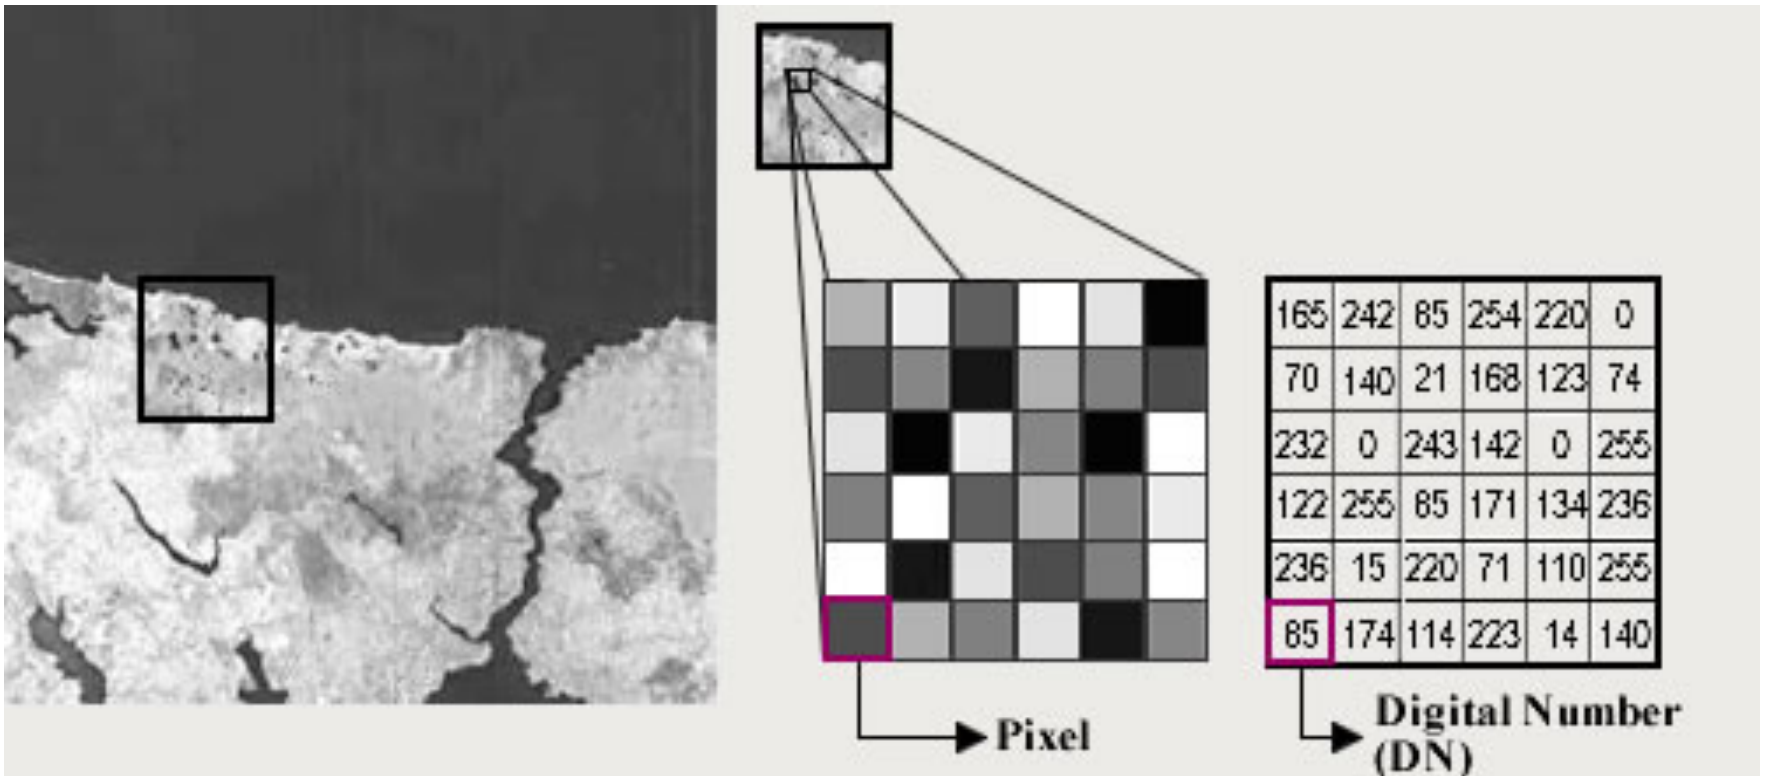 165 242 85 254 220 0
70 140 21 168 123 74
232 0 243 142 0 255
122 255 85 171 134 236
236 15 220 71 110 255
85 174 114 223 14 140
Pixel
Digital Number
(DN)